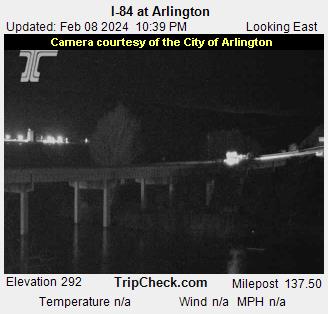 I-84 at Arlington
Updated: Feb 08 2024 10:39 PM Looking East
Camera courtesy of the City of Arlington
Elevation 292 TripCheck.com Milepost 137.50
Temperature n/a Wind n/a MPH n/a